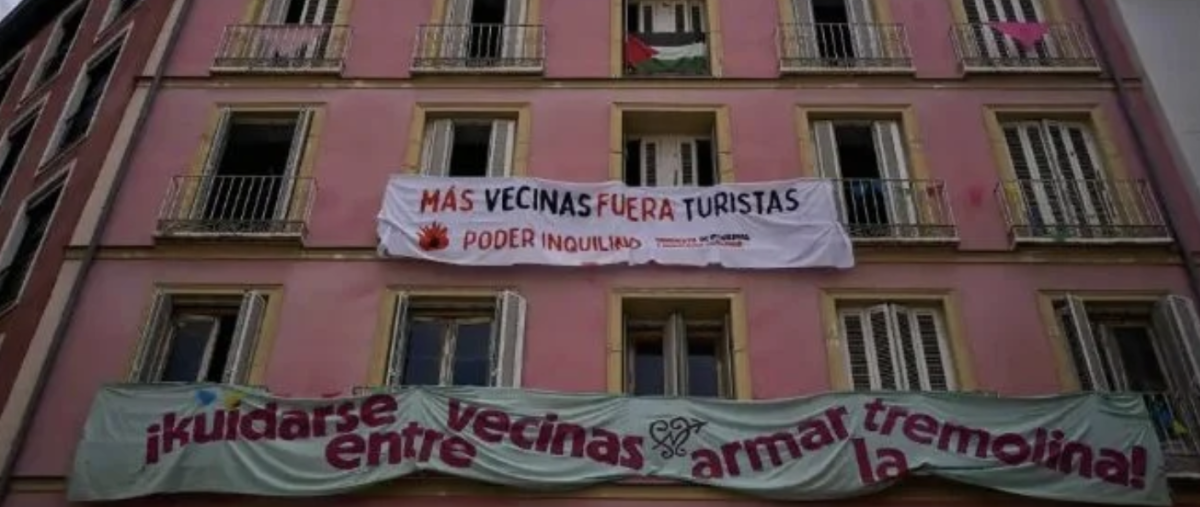 MÁS VECINAS FUERA TURISTAS
PODER INQUILINO
¡kuidarse entre vecinas armar la tremolina!